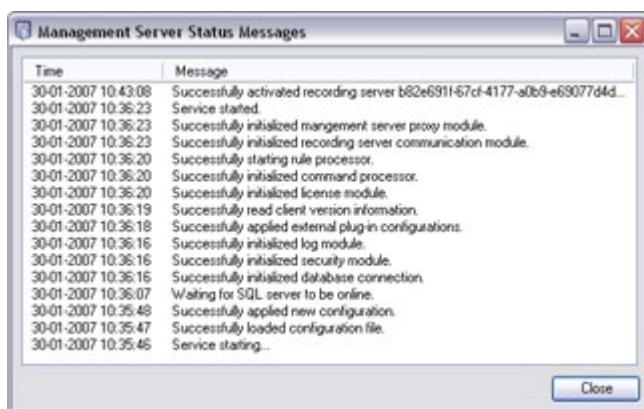 Management Server Status Messages
Time Message
30-01-2007 10:43:08 Successfully activated recording server b82e691f-67cf-4177-a0b9-e69077d4d...
30-01-2007 10:36:23 Service started.
30-01-2007 10:36:23 Successfully initialized mangement server proxy module.
30-01-2007 10:36:23 Successfully initialized recording server communication module.
30-01-2007 10:36:20 Successfully starting rule processor.
30-01-2007 10:36:20 Successfully initialized command processor.
30-01-2007 10:36:20 Successfully initialized license module.
30-01-2007 10:36:19 Successfully read client version information.
30-01-2007 10:36:18 Successfully applied external plug-in configurations.
30-01-2007 10:36:16 Successfully initialized log module.
30-01-2007 10:36:16 Successfully initialized security module.
30-01-2007 10:36:16 Successfully initialized database connection.
30-01-2007 10:36:07 Waiting for SQL server to be online.
30-01-2007 10:35:48 Successfully applied new configuration.
30-01-2007 10:35:47 Successfully loaded configuration file.
30-01-2007 10:35:46 Service starting...
Close